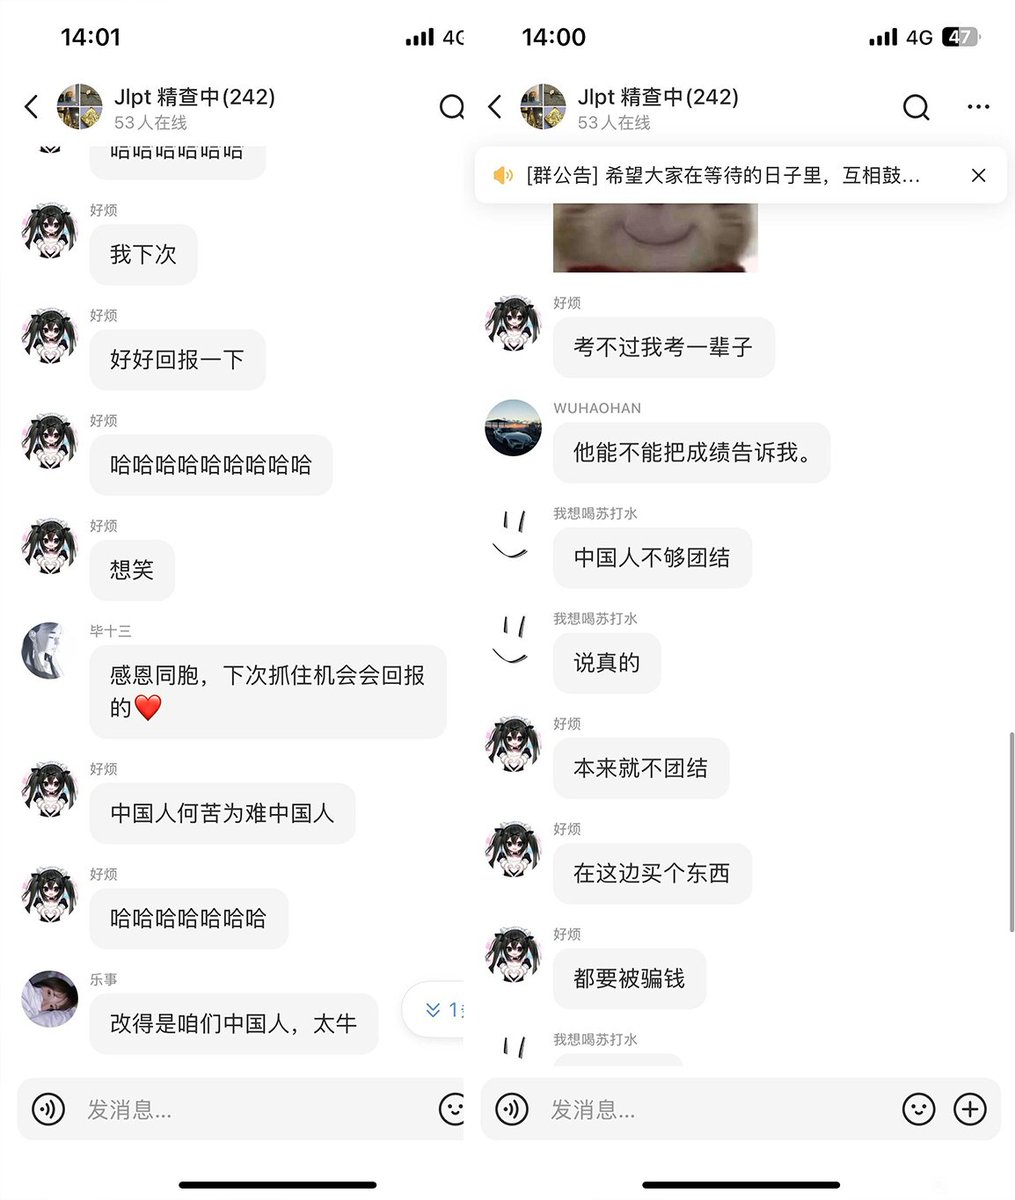 14:01
4G
Jlpt 精查中(242)
53人在线
哈哈哈哈哈哈
好烦
我下次
好烦
好好回报一下
好烦
哈哈哈哈哈哈哈哈哈
好烦
想笑
毕十三
感恩同胞，下次抓住机会会回报
的❤️
好烦
中国人何苦为难中国人
好烦
哈哈哈哈哈哈哈
乐事
改得是咱们中国人，太牛
1
发消息...
14:00
4G 47
Jlpt 精查中(242)
53人在线
[群公告] 希望大家在等待的日子里，互相鼓...
好烦
考不过我考一辈子
WUHAOHAN
他能不能把成绩告诉我。
我想喝苏打水
中国人不够团结
我想喝苏打水
说真的
好烦
本来就不团结
好烦
在这边买个东西
好烦
都要被骗钱
我想喝苏打水
发消息...